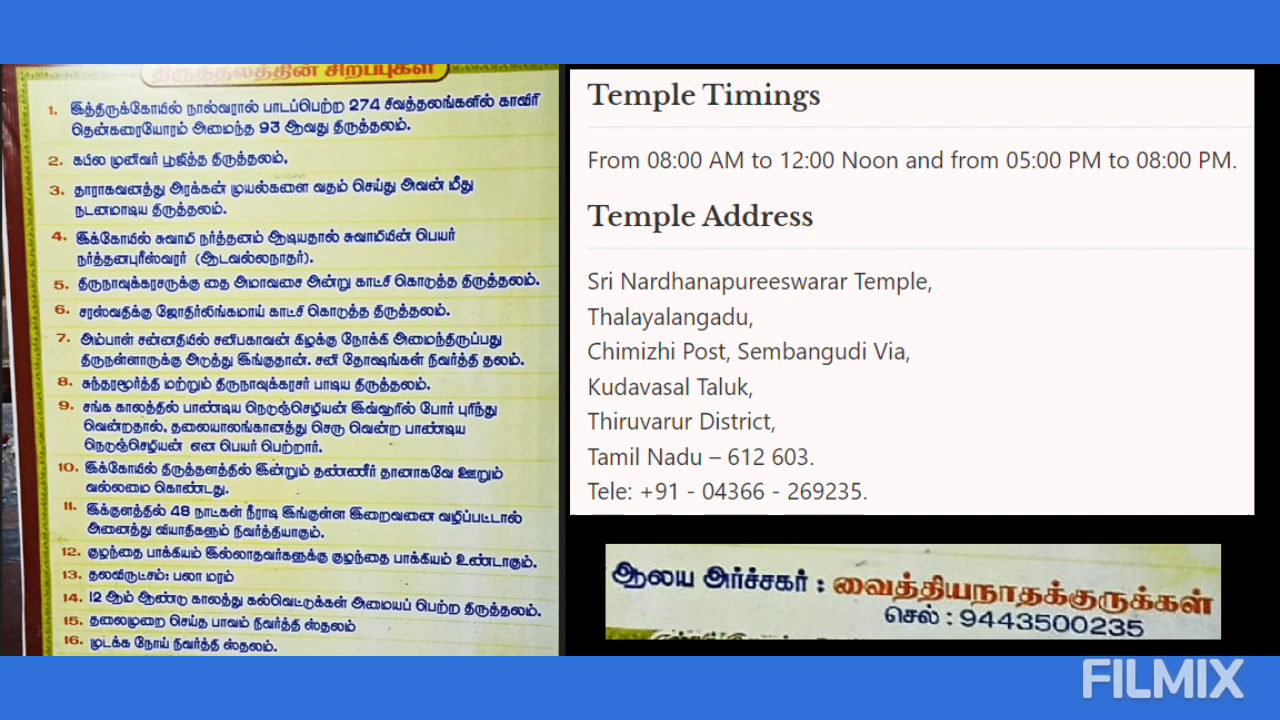 திருத்தலத்தின் சிறப்புகள்
1. இத்திருக்கோயில் நால்வரால் பாடப்பெற்ற 274 சிவத்தலங்களில் காவிரி
தென்கரையோரம் அமைந்த 93 ஆவது திருத்தலம்.
2. கபில முனிவர் பூஜித்த திருத்தலம்.
3. தாராகவனத்து அரக்கன் முயல்களை வதம் செய்து அவன் மீது
நடனமாடிய திருத்தலம்.
4. இக்கோயில் சுவாமி நர்த்தனம் ஆடியதால் சுவாமியின் பெயர்
நர்த்தனபுரீஸ்வரர் (ஆடவல்லநாதர்).
5. திருநாவுக்கரசருக்கு தை அமாவசை அன்று காட்சி கொடுத்த திருத்தலம்.
6. சரஸ்வதிக்கு ஜோதிர்லிங்கமாய் காட்சி கொடுத்த திருத்தலம்.
7. அம்பாள் சன்னதியில் சனிபகாவன் கிழக்கு நோக்கி அமைந்திருப்பது
திருநள்ளாருக்கு அடுத்து இங்குதான். சனி தோஷங்கள் நிவர்த்தி தலம்.
8. சுந்தரமூர்த்தி மற்றும் திருநாவுக்கரசர் பாடிய திருத்தலம்.
9. சங்க காலத்தில் பாண்டிய நெடுஞ்செழியன் இவ்வூரில் போர் புரிந்து
வென்றதால், தலையாலங்கானத்து செரு வென்ற பாண்டிய
நெடுஞ்செழியன் என பெயர் பெற்றார்.
10. இக்கோயில் திருத்தளத்தில் இன்றும் தண்ணீர் தானாகவே ஊறும்
வல்லமை கொண்டது.
11. இக்குளத்தில் 48 நாட்கள் நீராடி இங்குள்ள இறைவனை வழிப்பட்டால்
அனைத்து வியாதிகளும் நிவர்த்தியாகும்.
12. குழந்தை பாக்கியம் இல்லாதவர்களுக்கு குழந்தை பாக்கியம் உண்டாகும்.
13. தலவிருட்சம்: பலா மரம்
14. 12 ஆம் ஆண்டு காலத்து கல்வெட்டுக்கள் அமையப் பெற்ற திருத்தலம்.
15. தலைமுறை செய்த பாவம் நிவர்த்தி ஸ்தலம்
16. முடக்க நோய் நிவர்த்தி ஸ்தலம்.
Temple Timings
From 08:00 AM to 12:00 Noon and from 05:00 PM to 08:00 PM.
Temple Address
Sri Nardhanapureeswarar Temple,
Thalayalangadu,
Chimizhi Post, Sembangudi Via,
Kudavasal Taluk,
Thiruvarur District,
Tamil Nadu – 612 603.
Tele: +91 - 04366 - 269235.
ஆலய அர்ச்சகர் : வைத்தியநாதக்குருக்கள்
செல் : 9443500235
FILMIX